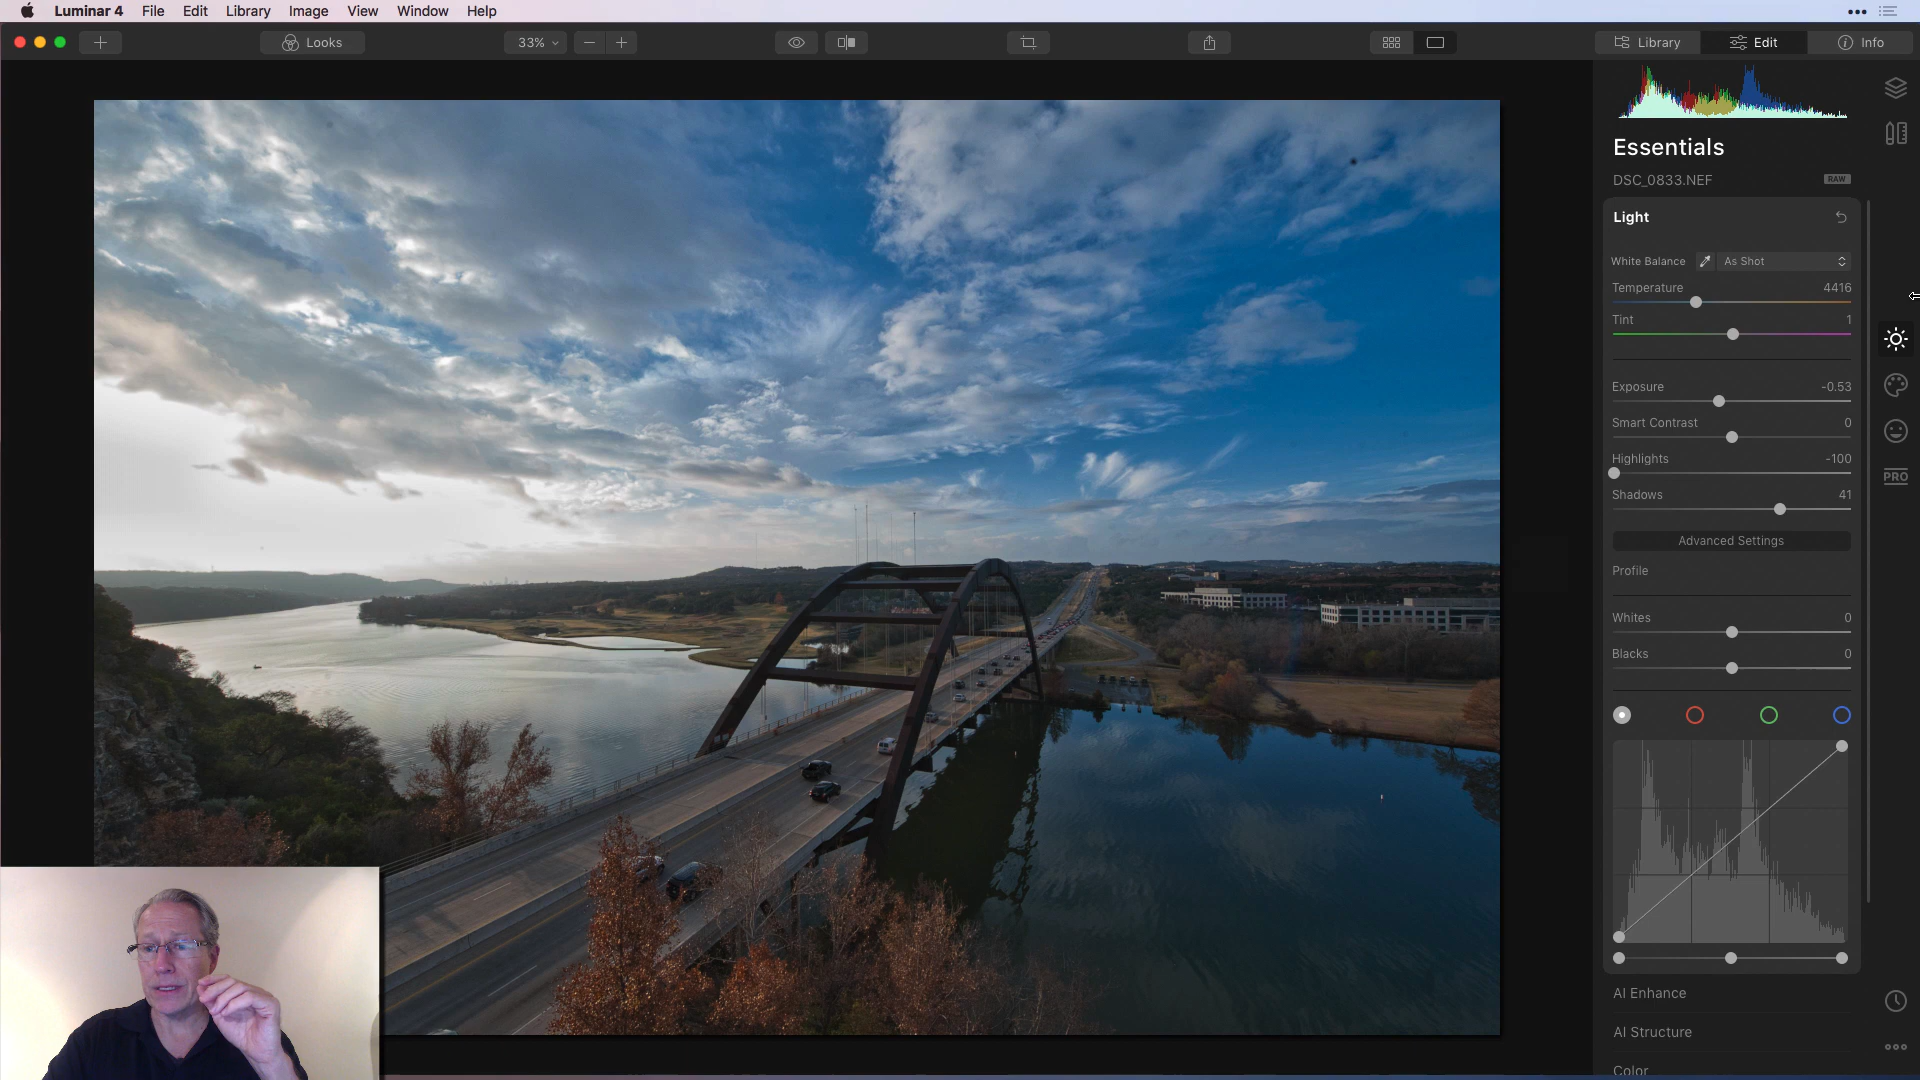 Luminar 4 File Edit Library Image View Window Help
Looks 33% Library Edit Info
Essentials
DSC_0833.NEF RAW
Light
White Balance As Shot
Temperature 4416
Tint 1
Exposure -0.53
Smart Contrast 0
Highlights -100
Shadows 41
PRO
Advanced Settings
Profile
Whites 0
Blacks 0
AI Enhance
AI Structure
Color